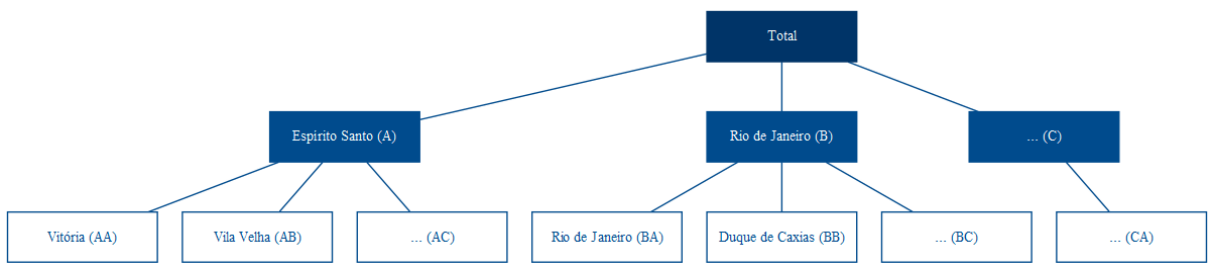 Total
Espírito Santo (A)
Rio de Janeiro (B)
... (C)
Vitória (AA)
Vila Velha (AB)
... (AC)
Rio de Janeiro (BA)
Duque de Caxias (BB)
... (BC)
... (CA)